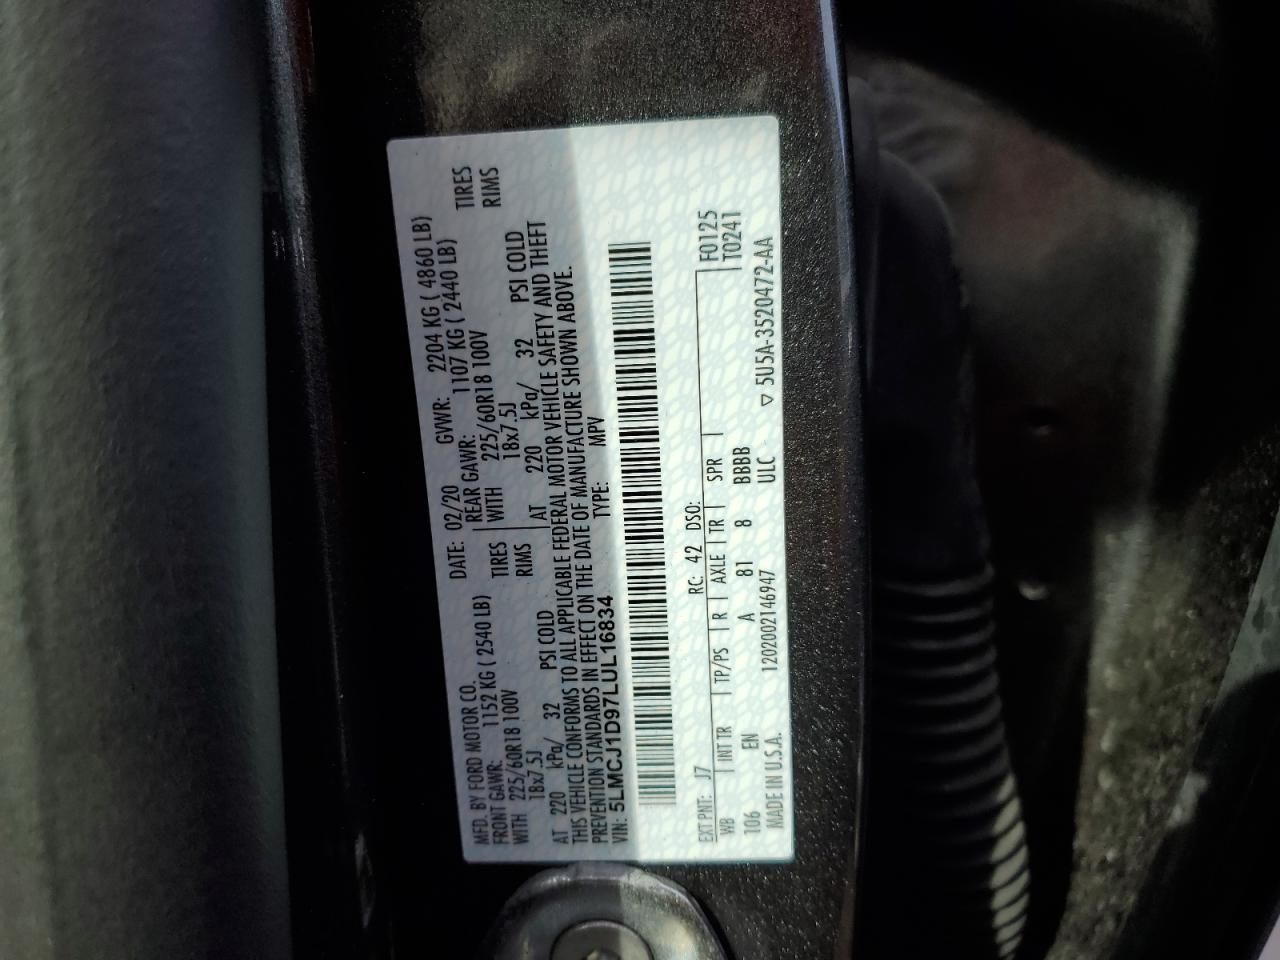 MFD. BY FORD MOTOR CO.
DATE: 02/20 GVWR: 2204 KG ( 4860 LB)
FRONT GAWR: 1152 KG ( 2540 LB) REAR GAWR: 1107 KG ( 2440 LB)
WITH 225/60R18 100V TIRES WITH 225/60R18 100V TIRES
18x7.5J RIMS 18x7.5J RIMS
AT 220 kPa/ 32 PSI COLD AT 220 kPa/ 32 PSI COLD
THIS VEHICLE CONFORMS TO ALL APPLICABLE FEDERAL MOTOR VEHICLE SAFETY AND THEFT
PREVENTION STANDARDS IN EFFECT ON THE DATE OF MANUFACTURE SHOWN ABOVE.
VIN: 5LMCJ1D97LUL16834 TYPE: MPV
EXT PNT: J7 RC: 42 DSO: F0125
WB INT TR TP/PS R AXLE TR SPR T0241
106 EN A 81 8 BBBB
MADE IN U.S.A. 1202002146947 ULC ▽ 5U5A-3520472-AA